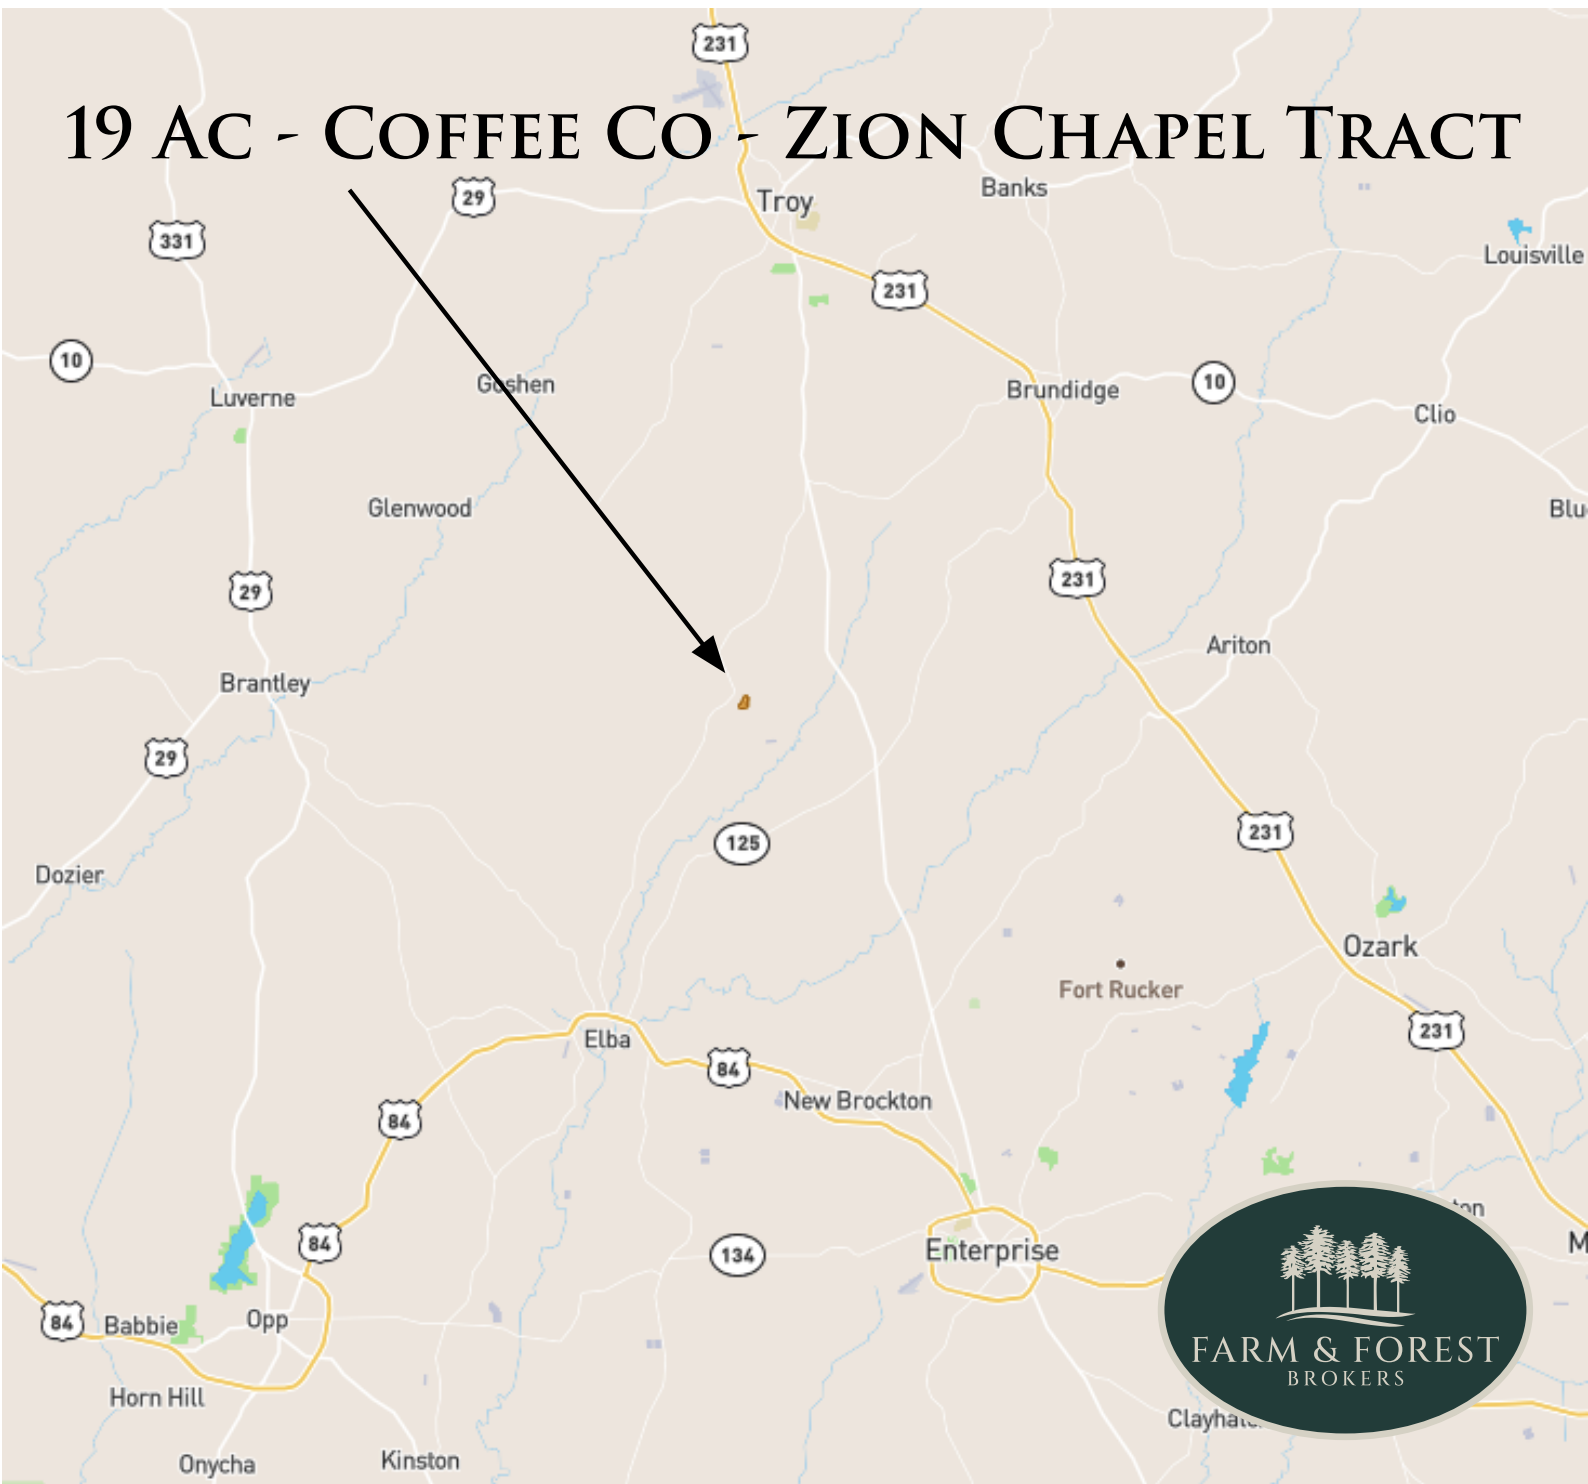 231
19 Ac - Coffee Co - Zion Chapel Tract
29
Troy
Banks
331
Louisville
231
10
Luverne
Goshen
Brundidge
10
Clio
Glenwood
Blu
29
231
Ariton
Brantley
29
231
125
Dozier
Ozark
Fort Rucker
231
Elba
84
New Brockton
84
ton
84
134
Enterprise
M
84
Babbie
Opp
FARM & FOREST
BROKERS
Horn Hill
Clayhat
Onycha
Kinston